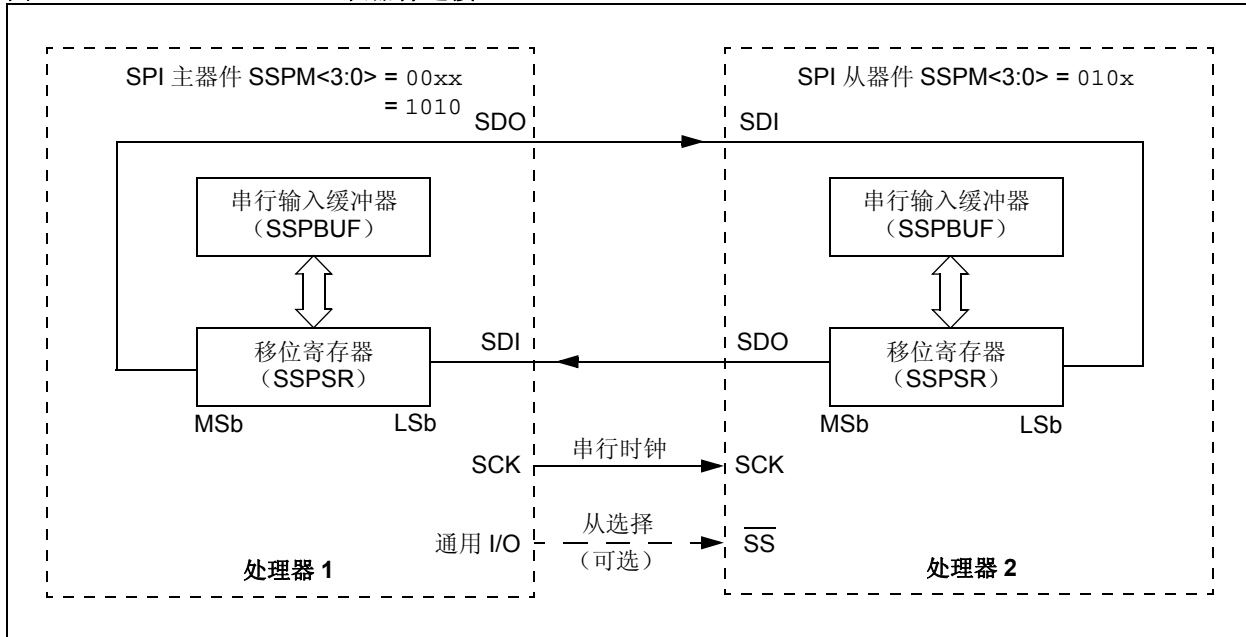 SPI 主器件 SSPM<3:0> = 00xx
= 1010
SDO
串行输入缓冲器
（SSPBUF）
SDI
移位寄存器
（SSPSR）
MSb
LSb
SCK
串行时钟
通用 I/O
从选择
（可选）
处理器 1
SPI 从器件 SSPM<3:0> = 010x
SDI
串行输入缓冲器
（SSPBUF）
SDO
移位寄存器
（SSPSR）
MSb
LSb
SCK
SS
处理器 2